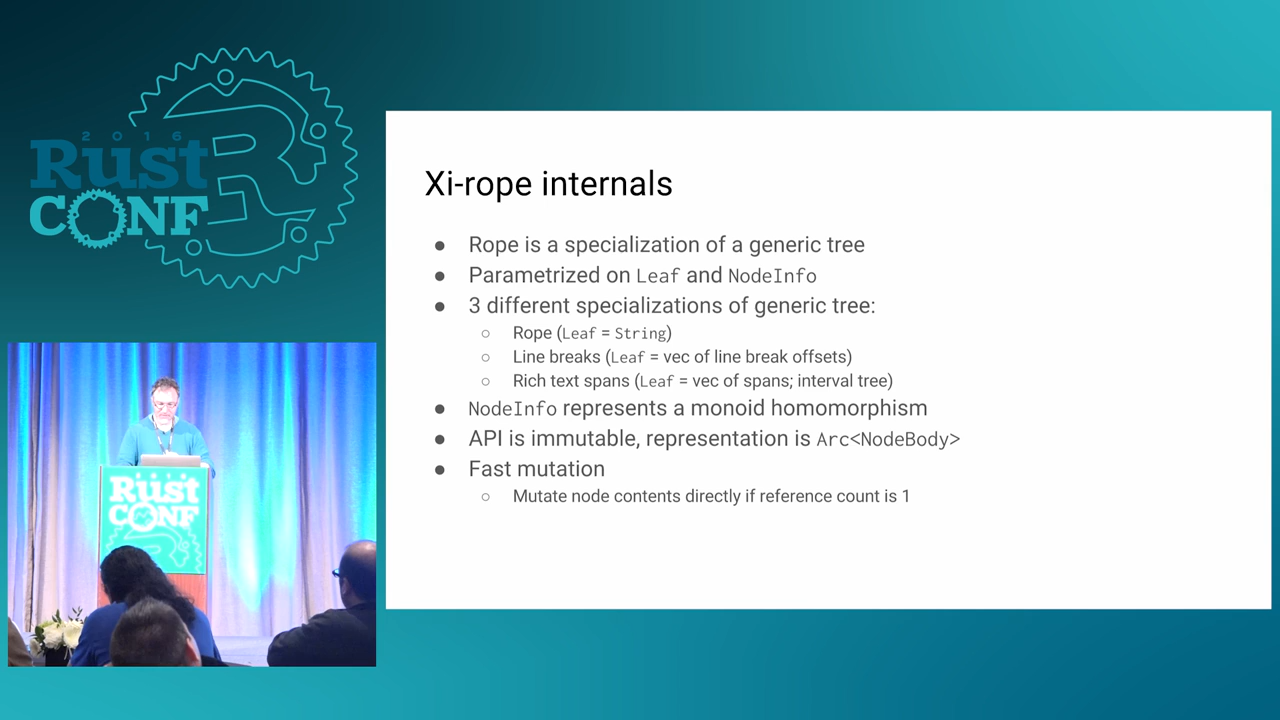 2016
Rust
CONF
Xi-rope internals
● Rope is a specialization of a generic tree
● Parametrized on Leaf and NodeInfo
● 3 different specializations of generic tree:
○ Rope (Leaf = String)
○ Line breaks (Leaf = vec of line break offsets)
○ Rich text spans (Leaf = vec of spans; interval tree)
● NodeInfo represents a monoid homomorphism
● API is immutable, representation is Arc<NodeBody>
● Fast mutation
○ Mutate node contents directly if reference count is 1
2016
Rust
CONF